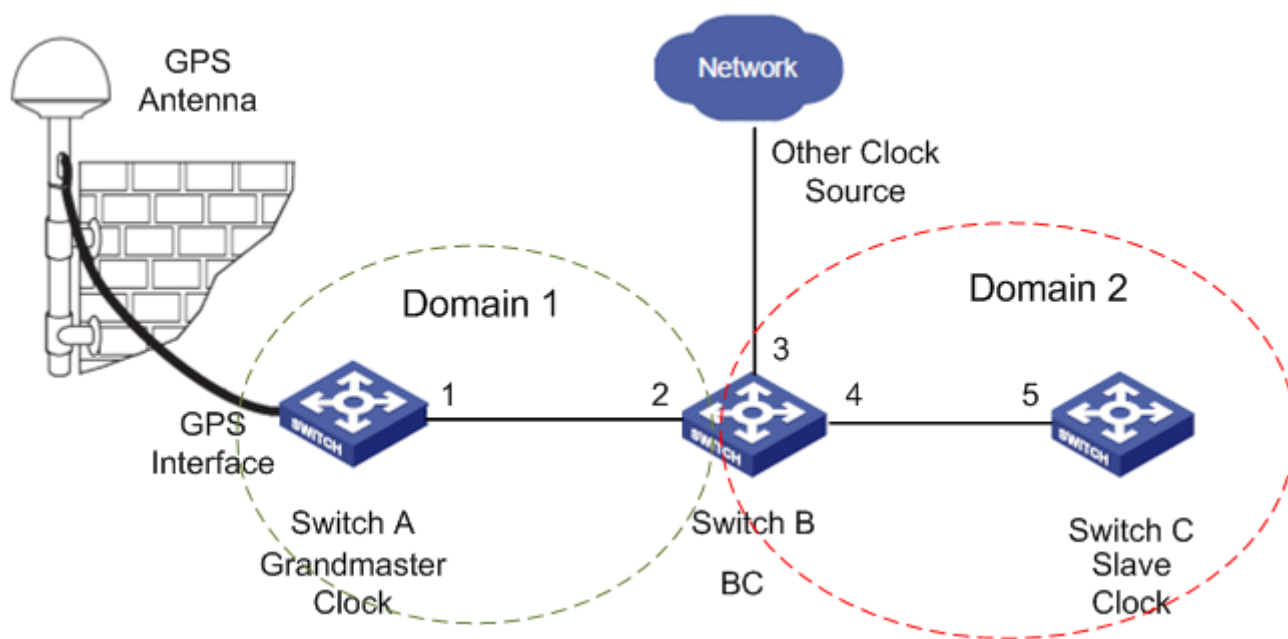 GPS
Antenna
Network
Other Clock
Source
Domain 1
Domain 2
3
1
2
4
5
SWITCH
SWITCH
SWITCH
GPS
Interface
Switch A
Grandmaster
Clock
Switch B
BC
Switch C
Slave
Clock